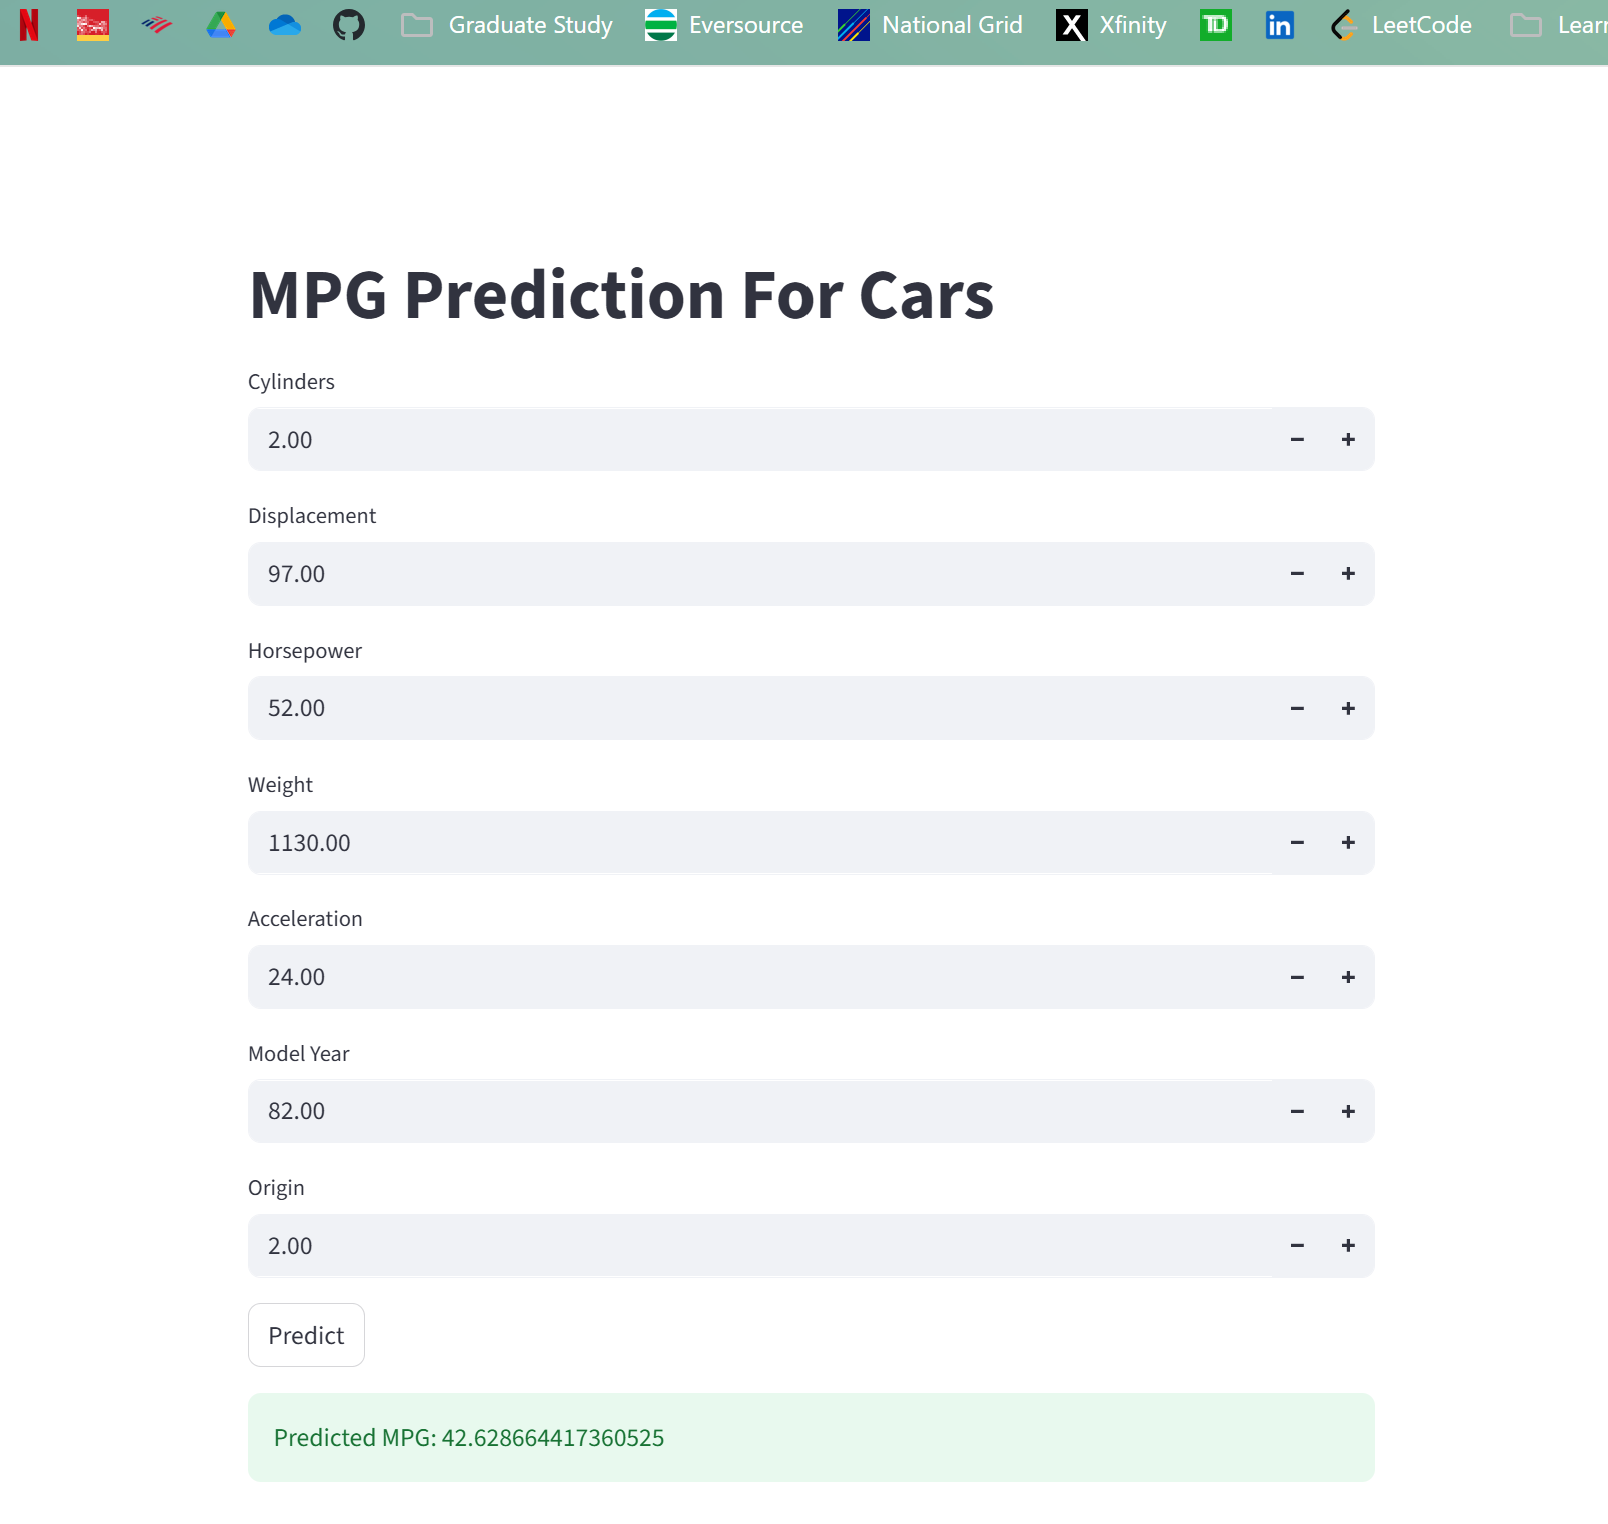 Graduate Study Eversource National Grid Xfinity TD in LeetCode
MPG Prediction For Cars
Cylinders
2.00
Displacement
97.00
Horsepower
52.00
Weight
1130.00
Acceleration
24.00
Model Year
82.00
Origin
2.00
Predict
Predicted MPG: 42.628664417360525